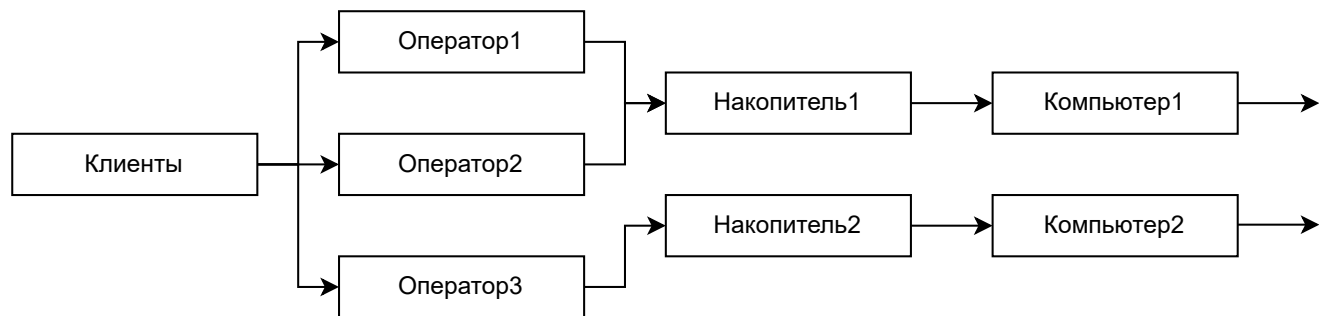 Клиенты
Оператор1
Оператор2
Оператор3
Накопитель1
Накопитель2
Компьютер1
Компьютер2